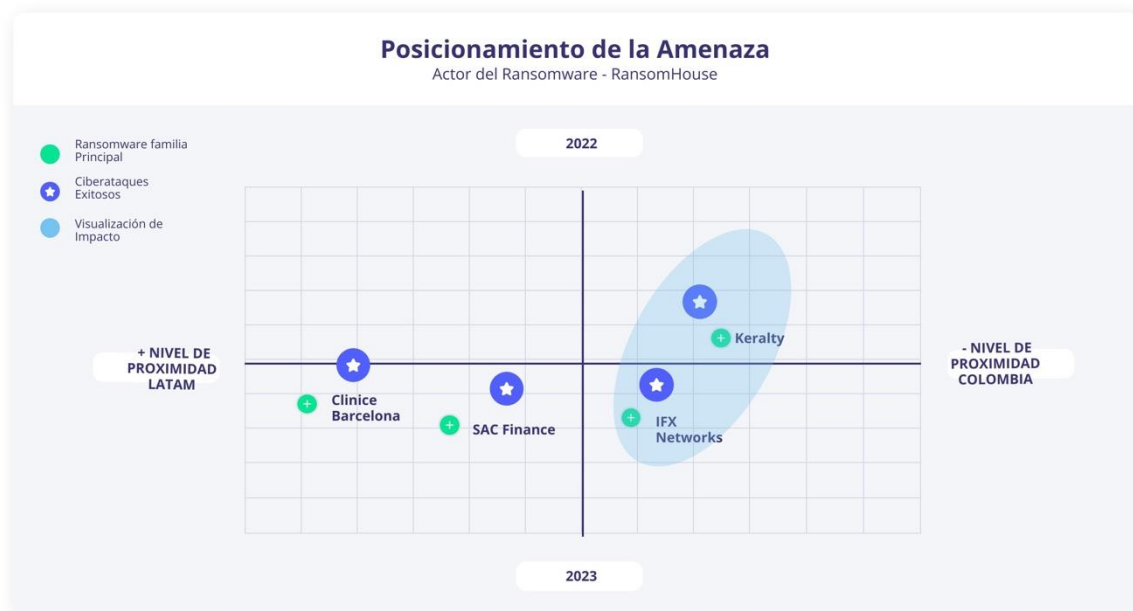 Posicionamiento de la Amenaza
Actor del Ransomware - RansomHouse
Ransomware familia
Principal
Ciberataques
Exitosos
Visualización de
Impacto
2022
+ NIVEL DE
PROXIMIDAD
LATAM
- NIVEL DE
PROXIMIDAD
COLOMBIA
Keralty
Clinice
Barcelona
SAC Finance
IFX
Networks
2023